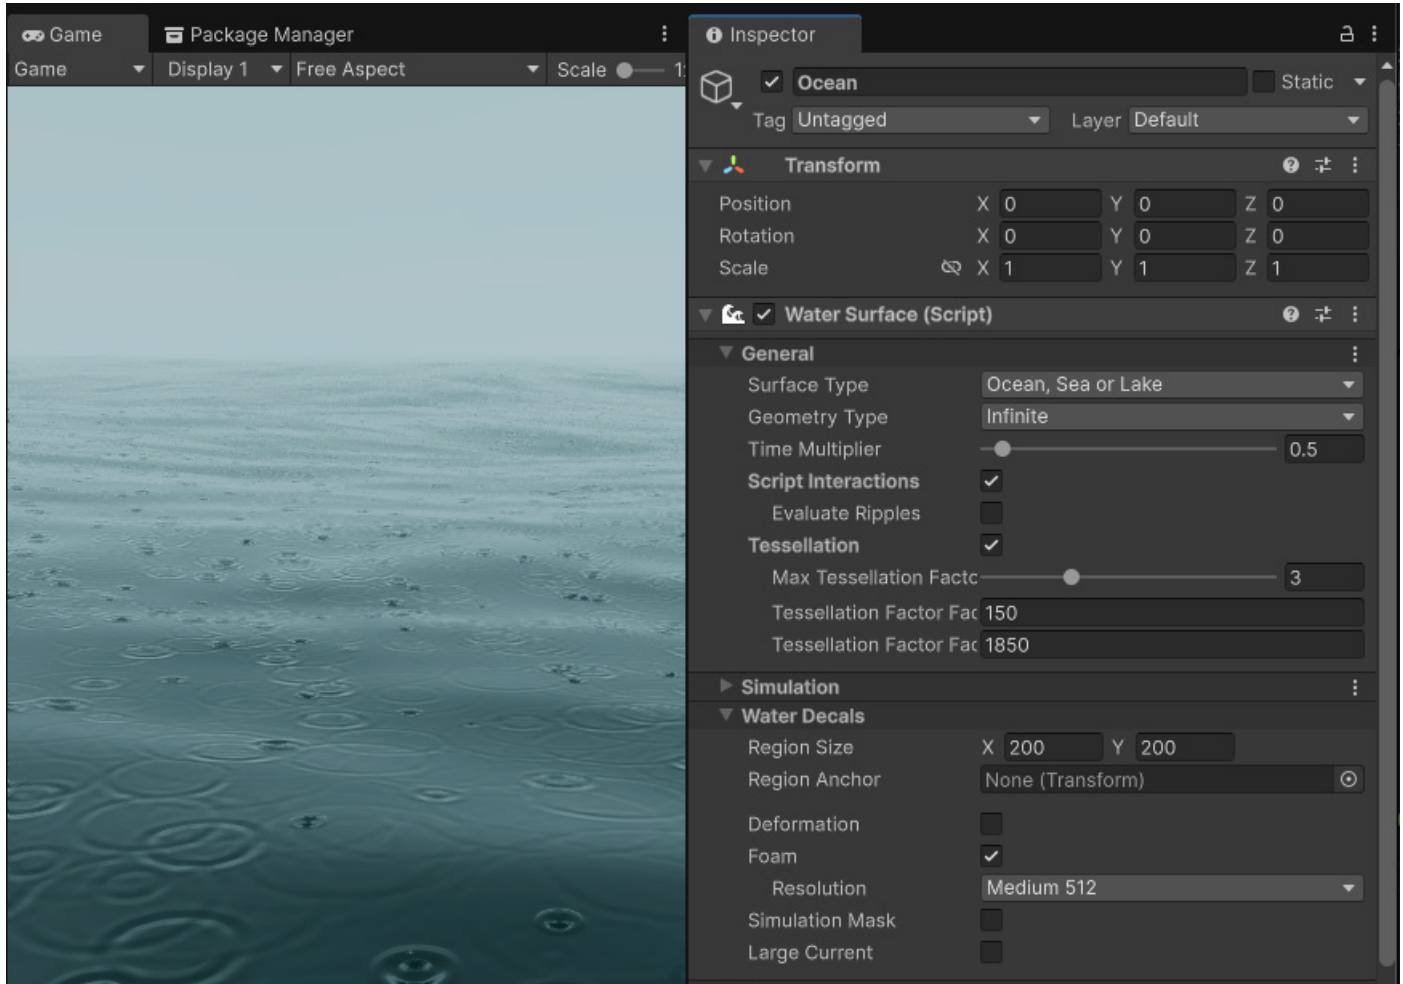 Game
Package Manager
Game
Display 1
Free Aspect
Scale
1
Inspector
Ocean
Static
Tag
Untagged
Layer
Default
Transform
Position X 0 Y 0 Z 0
Rotation X 0 Y 0 Z 0
Scale X 1 Y 1 Z 1
Water Surface (Script)
General
Surface Type Ocean, Sea or Lake
Geometry Type Infinite
Time Multiplier 0.5
Script Interactions
Evaluate Ripples
Tessellation
Max Tessellation Facto 3
Tessellation Factor Fac 150
Tessellation Factor Fac 1850
Simulation
Water Decals
Region Size X 200 Y 200
Region Anchor None (Transform)
Deformation
Foam
Resolution Medium 512
Simulation Mask
Large Current